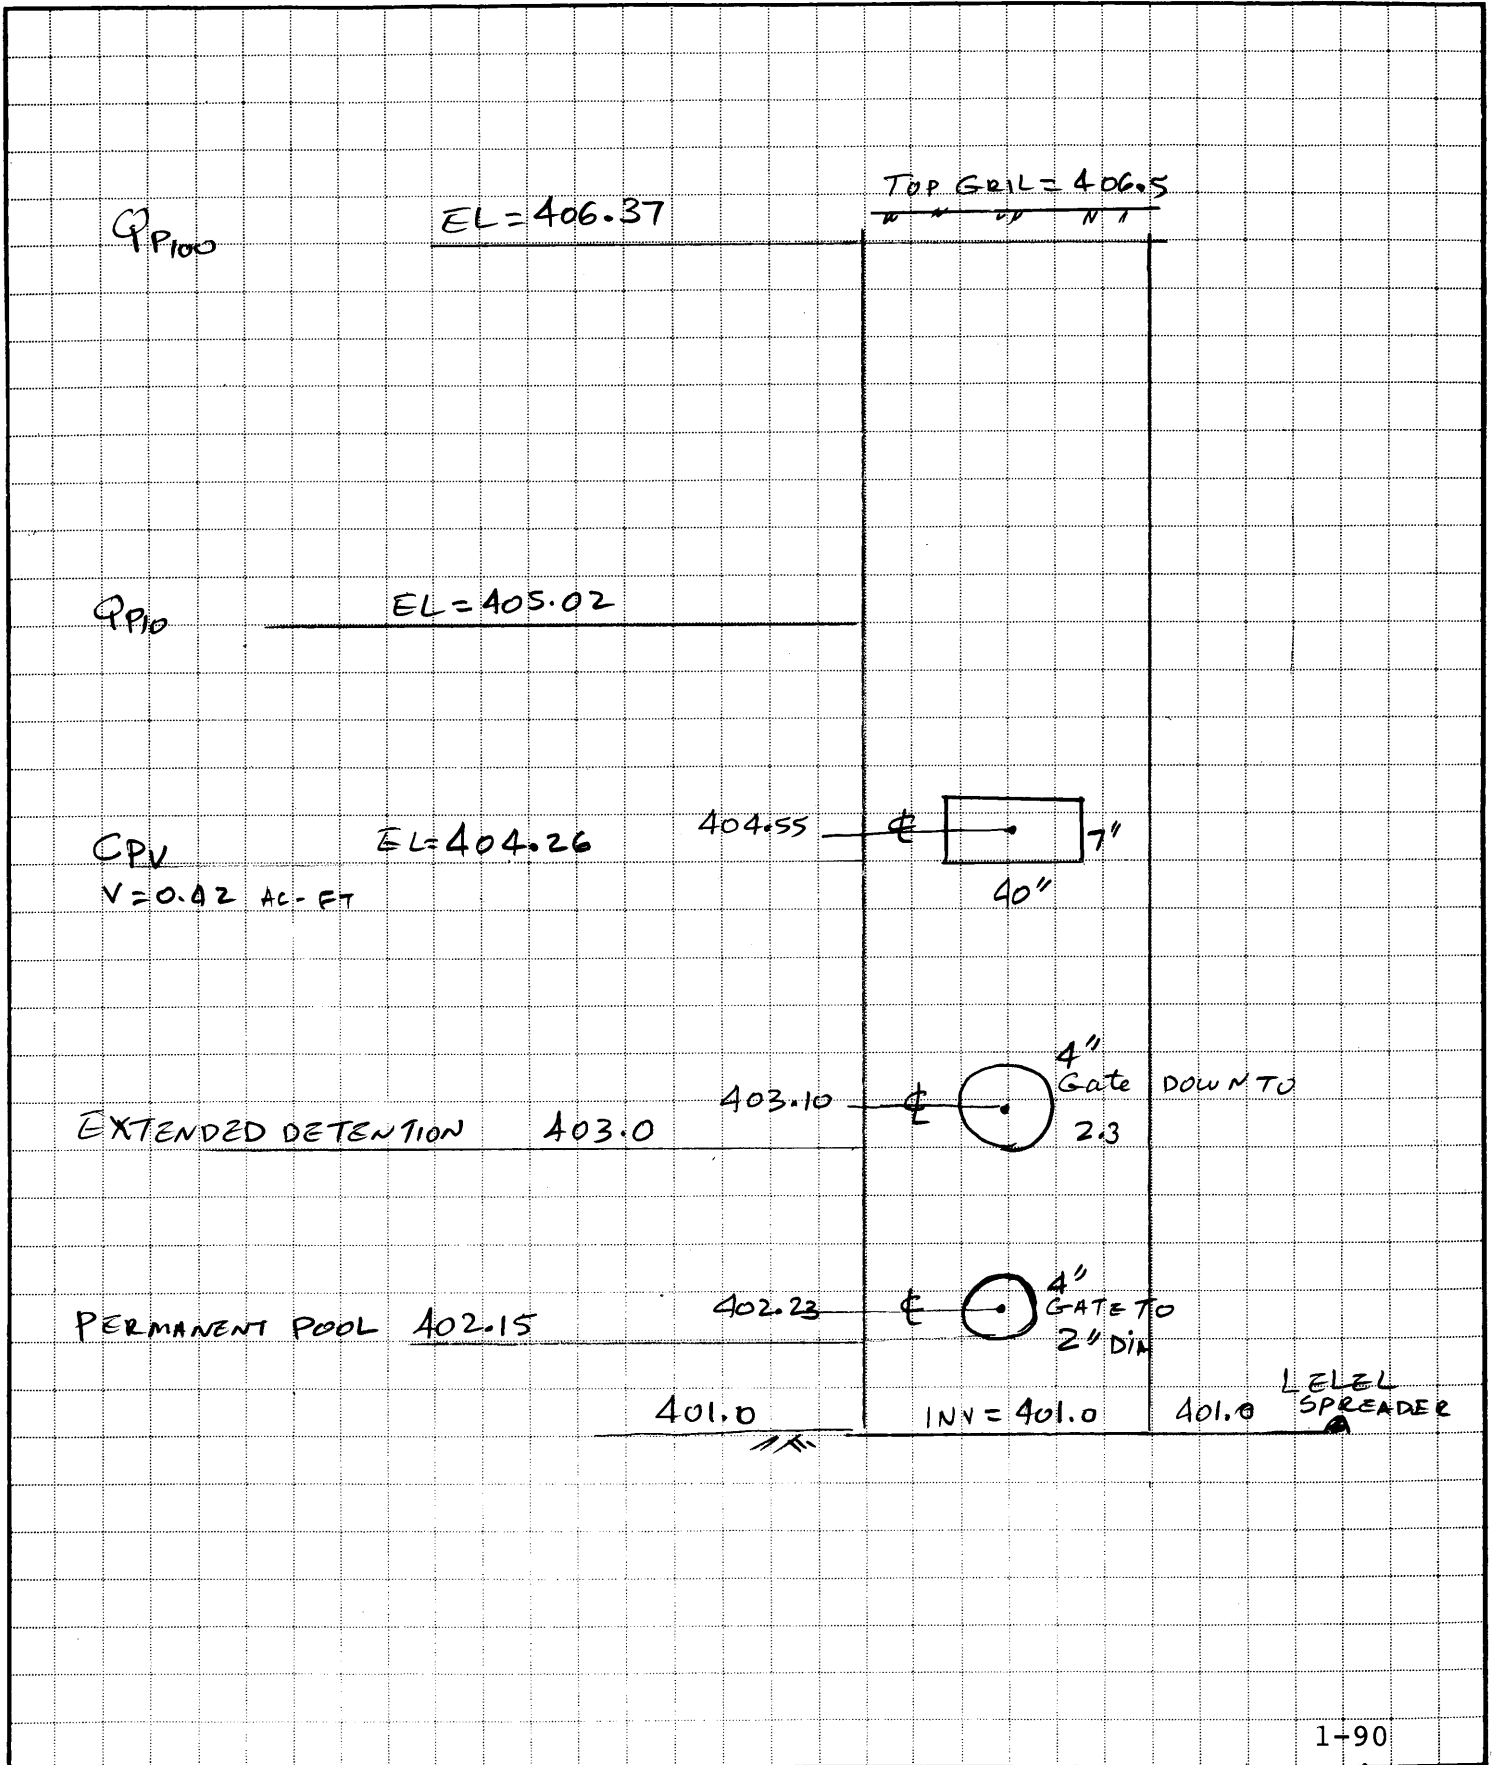 TOP GRIL = 406.5
QP100
EL = 406.37
QP10
EL = 405.02
CPV
EL = 404.26
404.55
℄
7"
V = 0.42 AC-FT
40"
4"
Gate DOWN TO
403.10
℄
2.3
EXTENDED DETENTION 403.0
4"
GATE TO
2" DIA
402.23
℄
PERMANENT POOL 402.15
LELEL
SPREADER
401.0
INV = 401.0
401.0
1-90